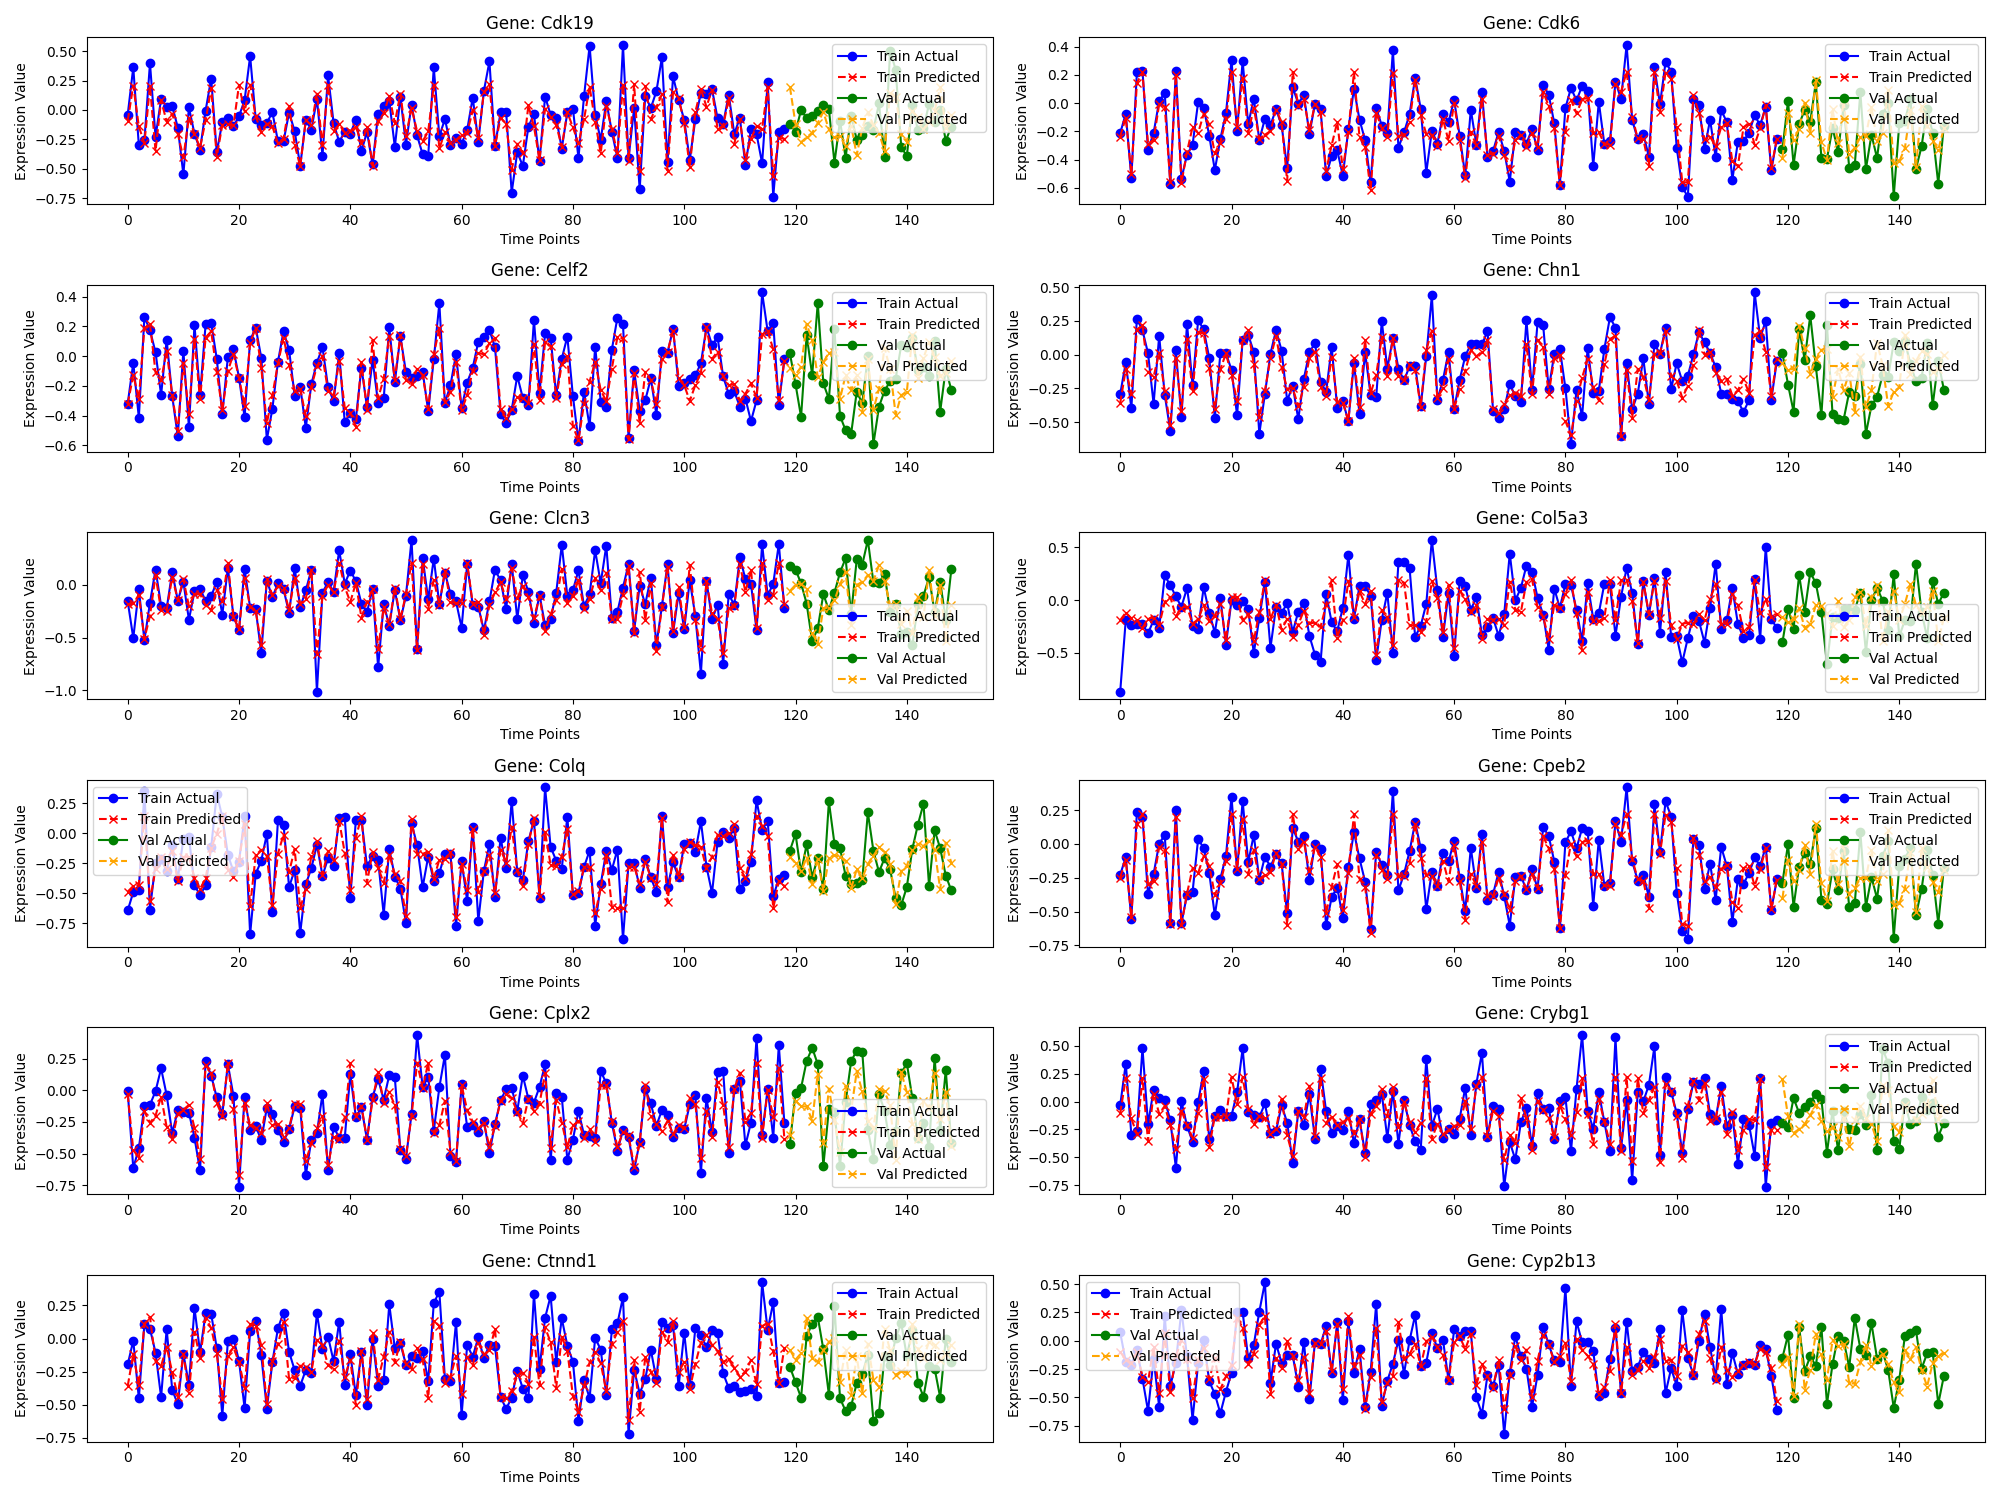 Gene: Cdk19
Expression Value
0.50
0.25
0.00
−0.25
−0.50
−0.75
Train Actual
Train Predicted
Val Actual
Val Predicted
0 20 40 60 80 100 120 140
Time Points
Gene: Cdk6
Expression Value
0.4
0.2
0.0
−0.2
−0.4
−0.6
Train Actual
Train Predicted
Val Actual
Val Predicted
0 20 40 60 80 100 120 140
Time Points
Gene: Celf2
Expression Value
0.4
0.2
0.0
−0.2
−0.4
−0.6
Train Actual
Train Predicted
Val Actual
Val Predicted
0 20 40 60 80 100 120 140
Time Points
Gene: Chn1
Expression Value
0.50
0.25
0.00
−0.25
−0.50
Train Actual
Train Predicted
Val Actual
Val Predicted
0 20 40 60 80 100 120 140
Time Points
Gene: Clcn3
Expression Value
0.0
−0.5
−1.0
Train Actual
Train Predicted
Val Actual
Val Predicted
0 20 40 60 80 100 120 140
Time Points
Gene: Col5a3
Expression Value
0.5
0.0
−0.5
Train Actual
Train Predicted
Val Actual
Val Predicted
0 20 40 60 80 100 120 140
Time Points
Gene: Colq
Expression Value
0.25
0.00
−0.25
−0.50
−0.75
Train Actual
Train Predicted
Val Actual
Val Predicted
0 20 40 60 80 100 120 140
Time Points
Gene: Cpeb2
Expression Value
0.25
0.00
−0.25
−0.50
−0.75
Train Actual
Train Predicted
Val Actual
Val Predicted
0 20 40 60 80 100 120 140
Time Points
Gene: Cplx2
Expression Value
0.25
0.00
−0.25
−0.50
−0.75
Train Actual
Train Predicted
Val Actual
Val Predicted
0 20 40 60 80 100 120 140
Time Points
Gene: Crybg1
Expression Value
0.50
0.25
0.00
−0.25
−0.50
−0.75
Train Actual
Train Predicted
Val Actual
Val Predicted
0 20 40 60 80 100 120 140
Time Points
Gene: Ctnnd1
Expression Value
0.25
0.00
−0.25
−0.50
−0.75
Train Actual
Train Predicted
Val Actual
Val Predicted
0 20 40 60 80 100 120 140
Time Points
Gene: Cyp2b13
Expression Value
0.50
0.25
0.00
−0.25
−0.50
−0.75
Train Actual
Train Predicted
Val Actual
Val Predicted
0 20 40 60 80 100 120 140
Time Points